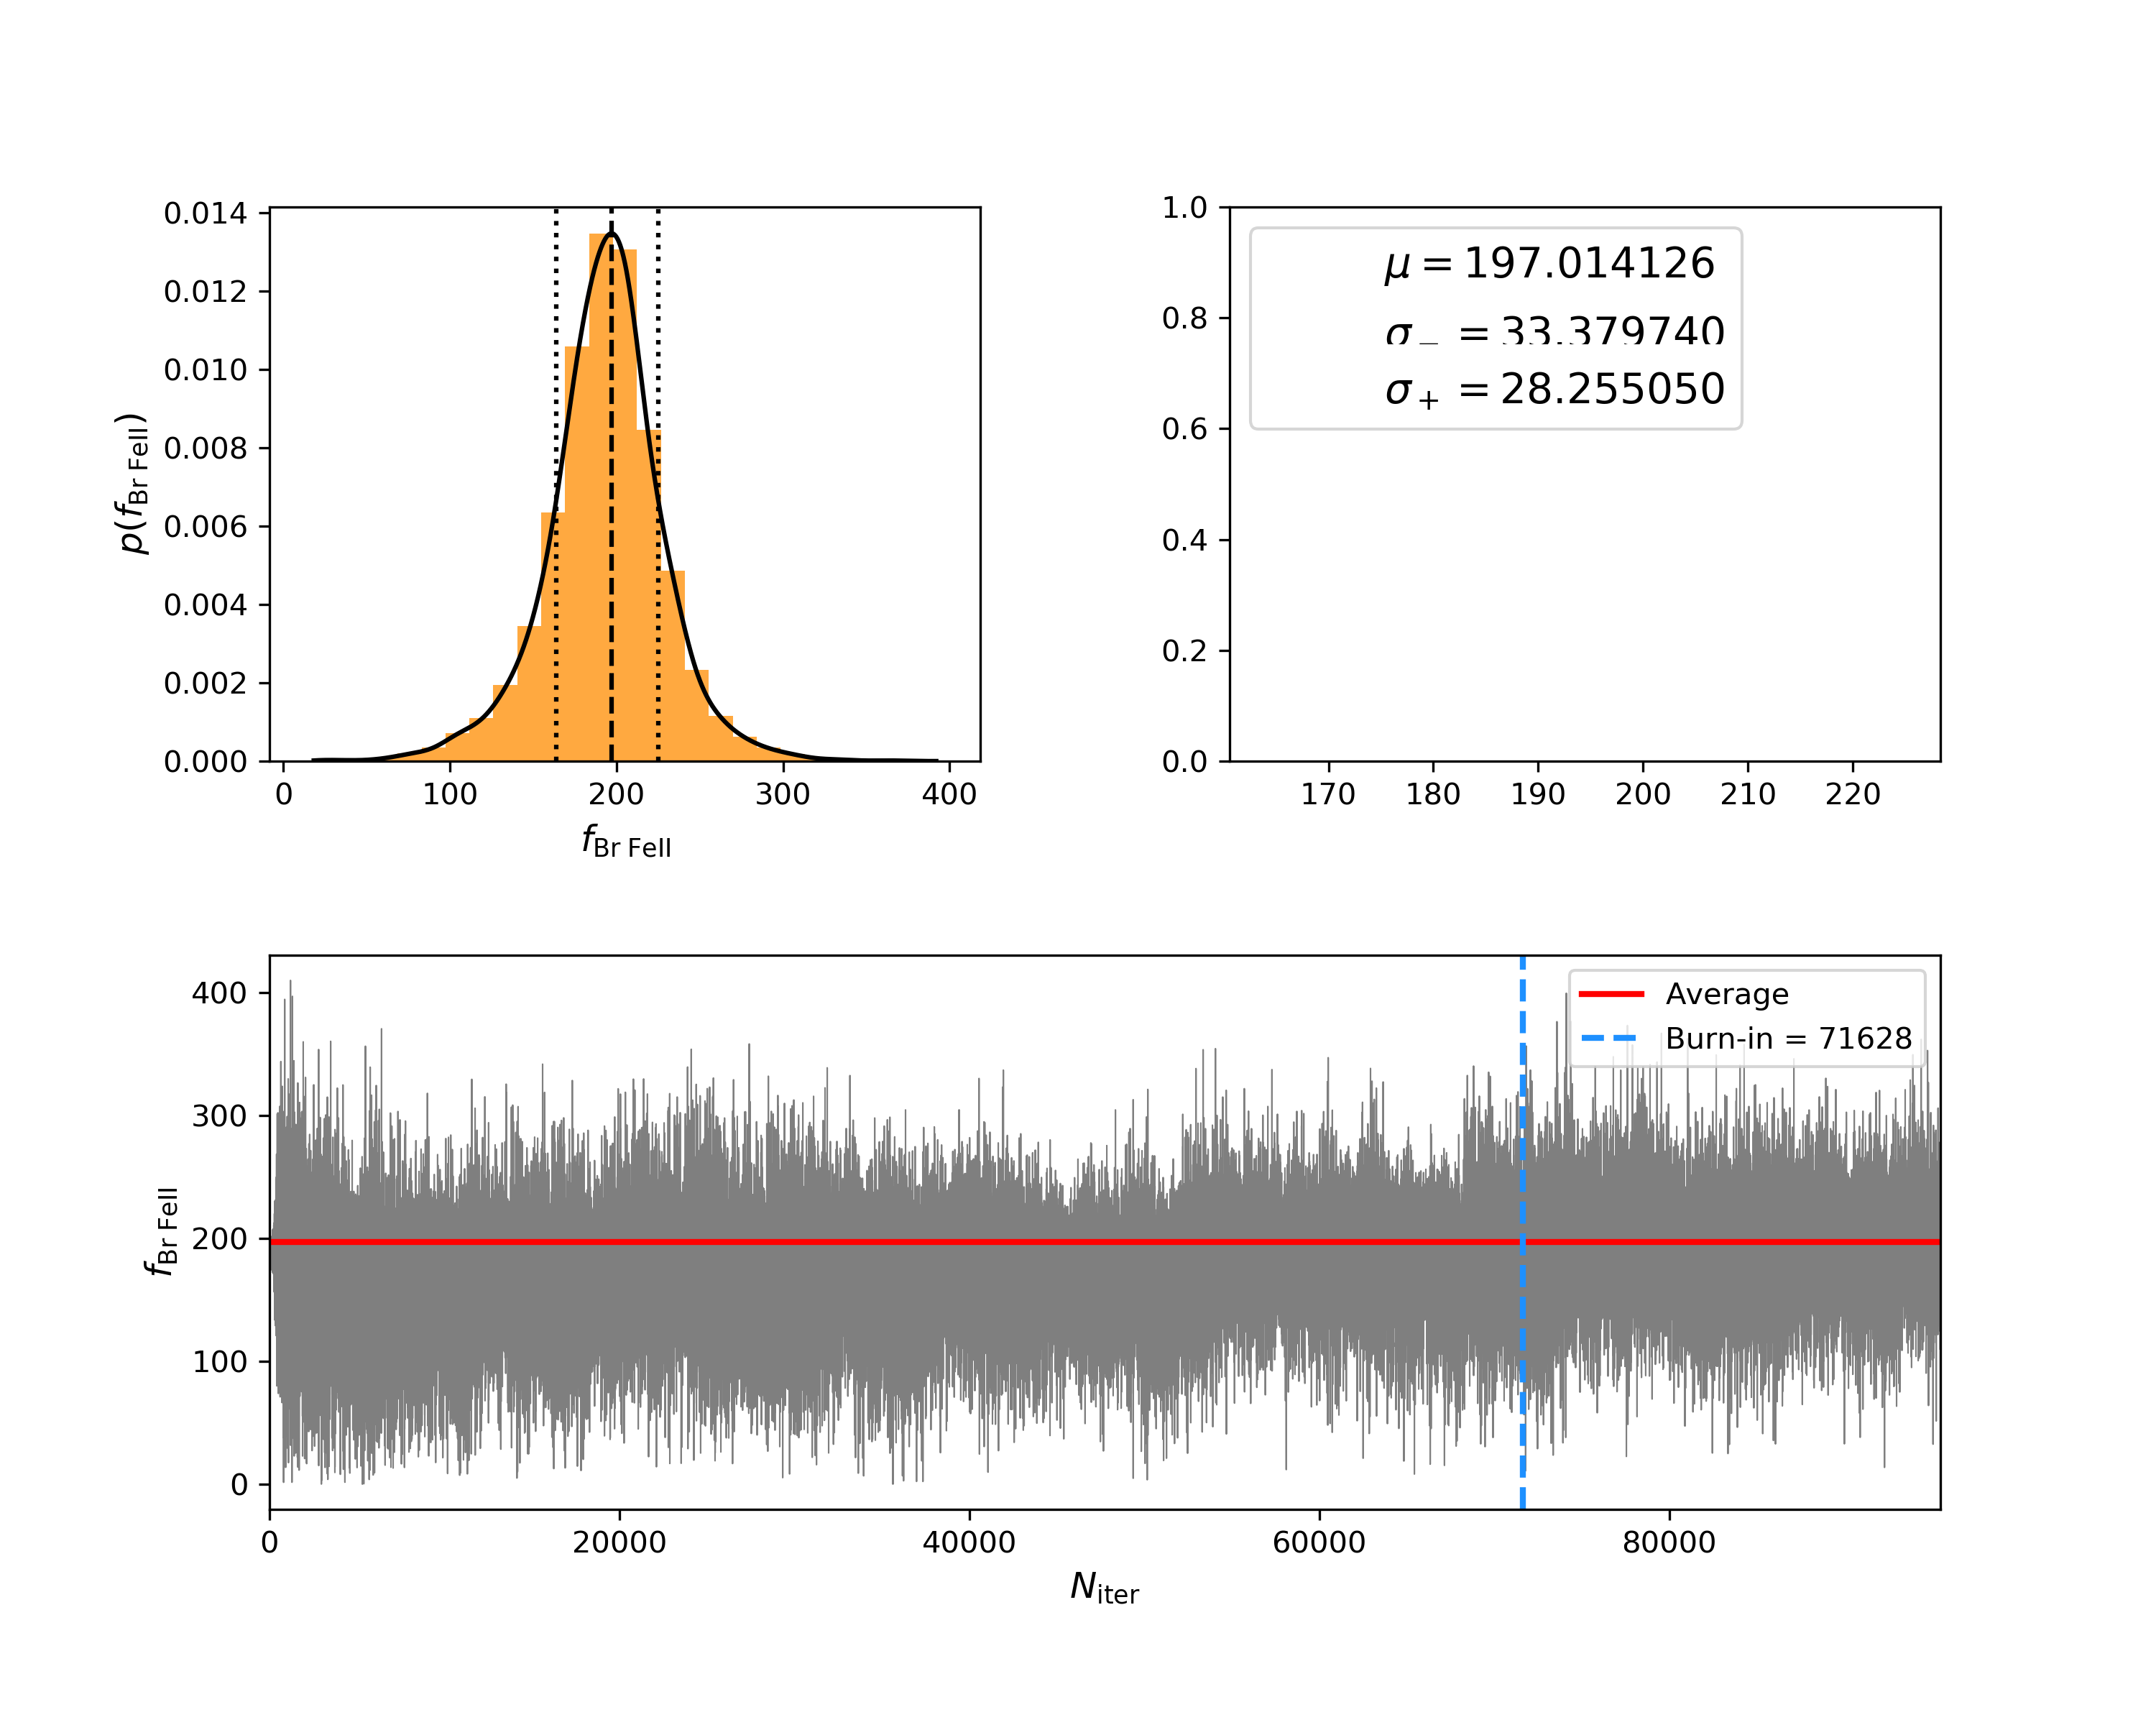 0.014
0.012
0.010
0.008
0.006
0.004
0.002
0.000
p(f_Br FeII)
0 100 200 300 400
f_Br FeII
1.0
0.8
0.6
0.4
0.2
0.0
μ = 197.014126
σ_− = 33.379740
σ_+ = 28.255050
170 180 190 200 210 220
400
300
200
100
0
f_Br FeII
Average
Burn-in = 71628
0 20000 40000 60000 80000
N_iter